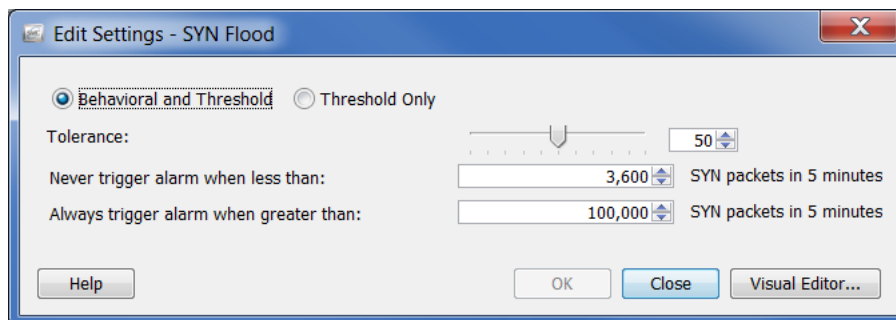 Edit Settings - SYN Flood
Behavioral and Threshold Threshold Only
Tolerance: 50
Never trigger alarm when less than: 3,600 SYN packets in 5 minutes
Always trigger alarm when greater than: 100,000 SYN packets in 5 minutes
Help OK Close Visual Editor...